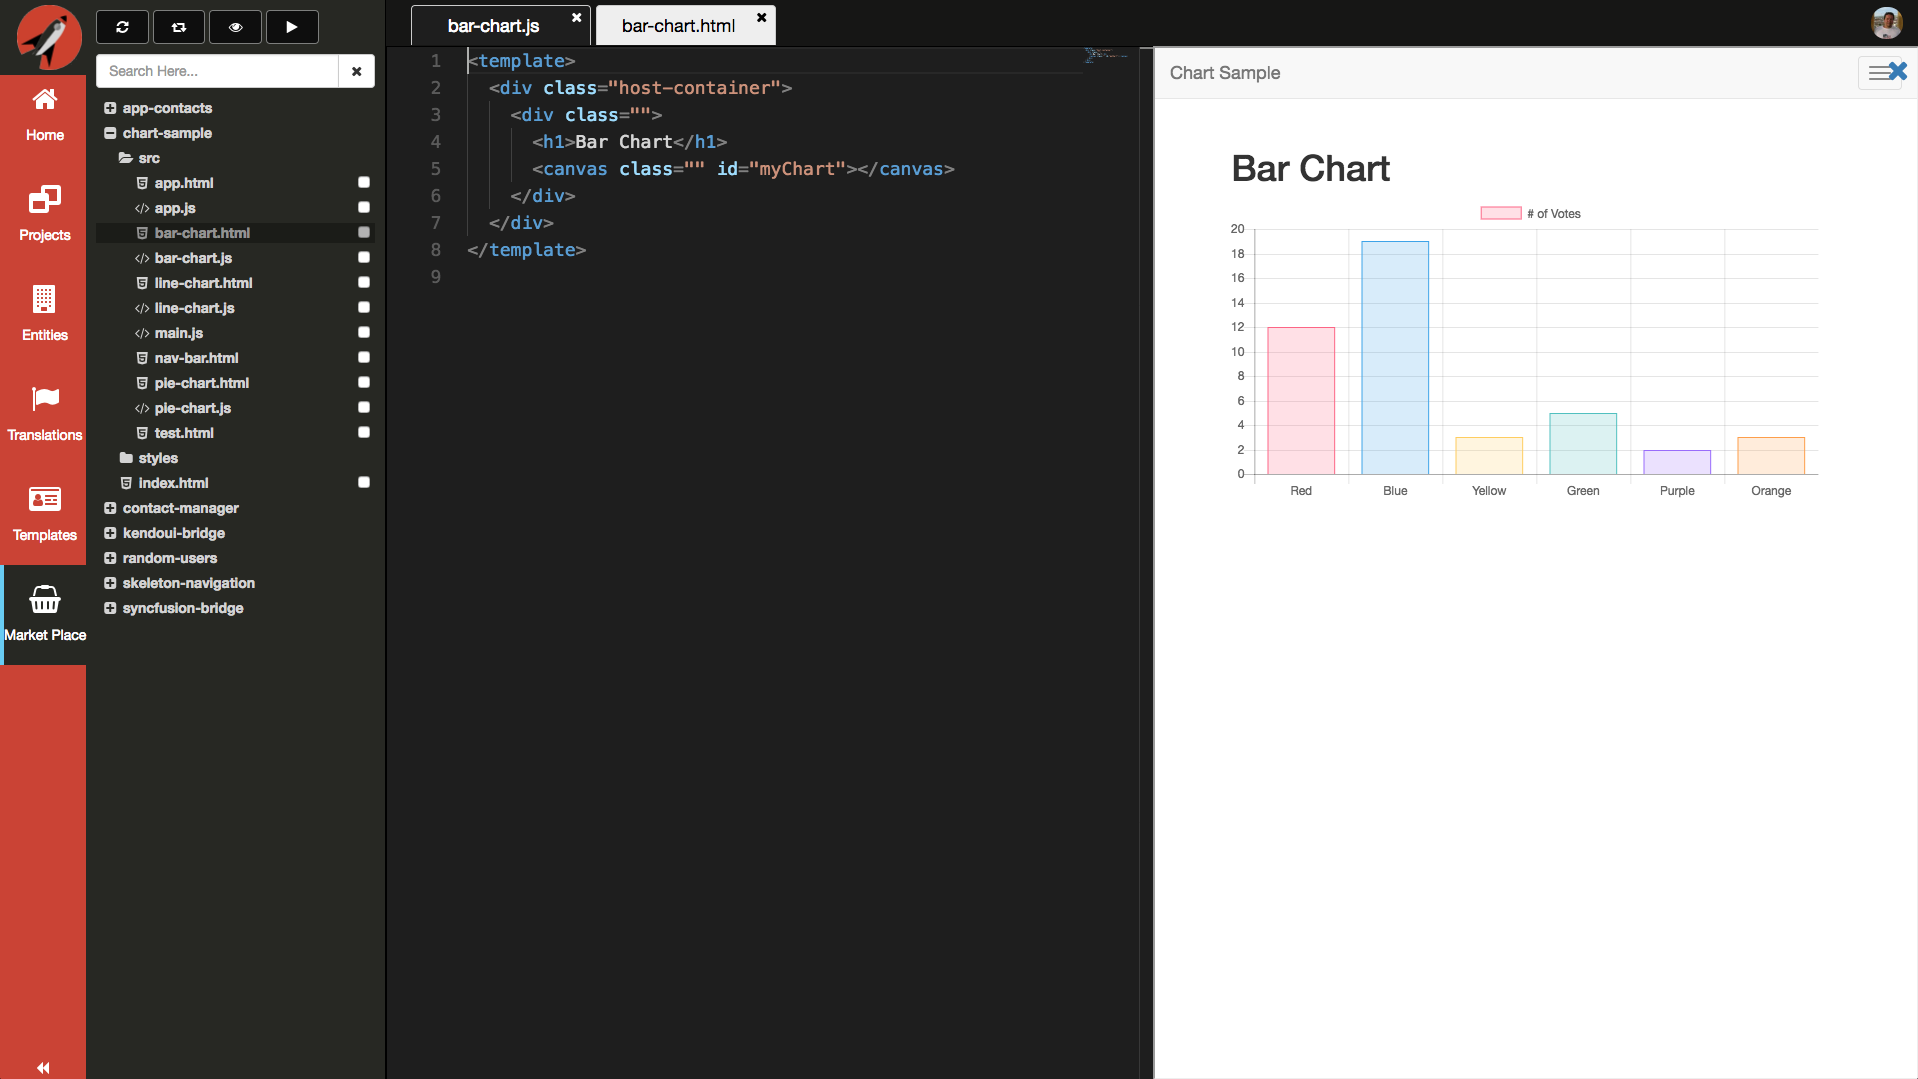 Home
Projects
Entities
Translations
Templates
Market Place
Search Here...
app-contacts
chart-sample
src
app.html
app.js
bar-chart.html
bar-chart.js
line-chart.html
line-chart.js
main.js
nav-bar.html
pie-chart.html
pie-chart.js
test.html
styles
index.html
contact-manager
kendoui-bridge
random-users
skeleton-navigation
syncfusion-bridge
bar-chart.js
bar-chart.html
1 <template>
2 <div class="host-container">
3 <div class="">
4 <h1>Bar Chart</h1>
5 <canvas class="" id="myChart"></canvas>
6 </div>
7 </div>
8 </template>
9
Chart Sample
Bar Chart
# of Votes
20
18
16
14
12
10
8
6
4
2
0
Red Blue Yellow Green Purple Orange